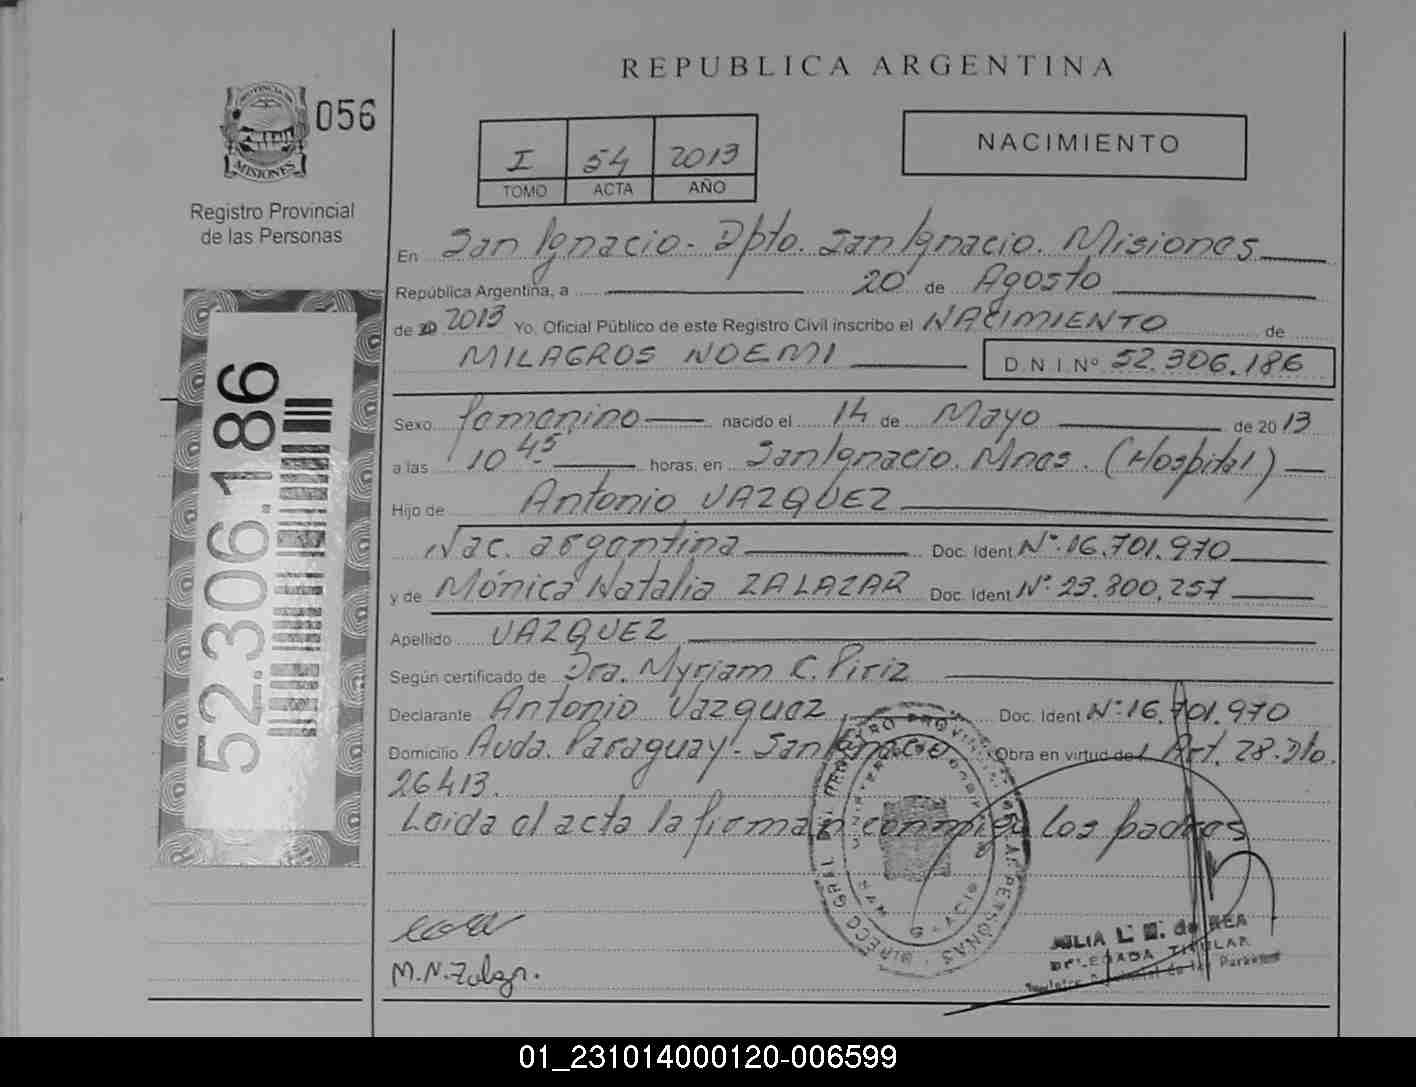 REPUBLICA ARGENTINA
056
MISIONES
Registro Provincial
de las Personas
I 54 2013
TOMO ACTA AÑO
NACIMIENTO
En San Ignacio - Dpto. San Ignacio. Misiones
República Argentina, a 20 de Agosto
de 20 2013 Yo, Oficial Público de este Registro Civil inscribo el NACIMIENTO de
MILAGROS NOEMI D N I Nº 52.306.186
Sexo femenino nacido el 14 de Mayo de 2013
a las 10 45 horas, en San Ignacio. Mnes. (Hospital)
Hijo de Antonio VAZQUEZ
Nac. argentina Doc. Ident Nº 16.701.970
y de Mónica Natalia ZALAZAR Doc. Ident Nº 23.800.257
Apellido VAZQUEZ
Según certificado de Dra. Myriam C. Piriz
Declarante Antonio Vazquez Doc. Ident Nº 16.701.970
Domicilio Avda. Paraguay - San Ignacio Obra en virtud del Art. 28. Dto.
26413.
Leida el acta la firman conmigo los padres
M.N.Zalazar.
JULIA L. de REA
DELEGADA TITULAR
52.306.186
01_231014000120-006599